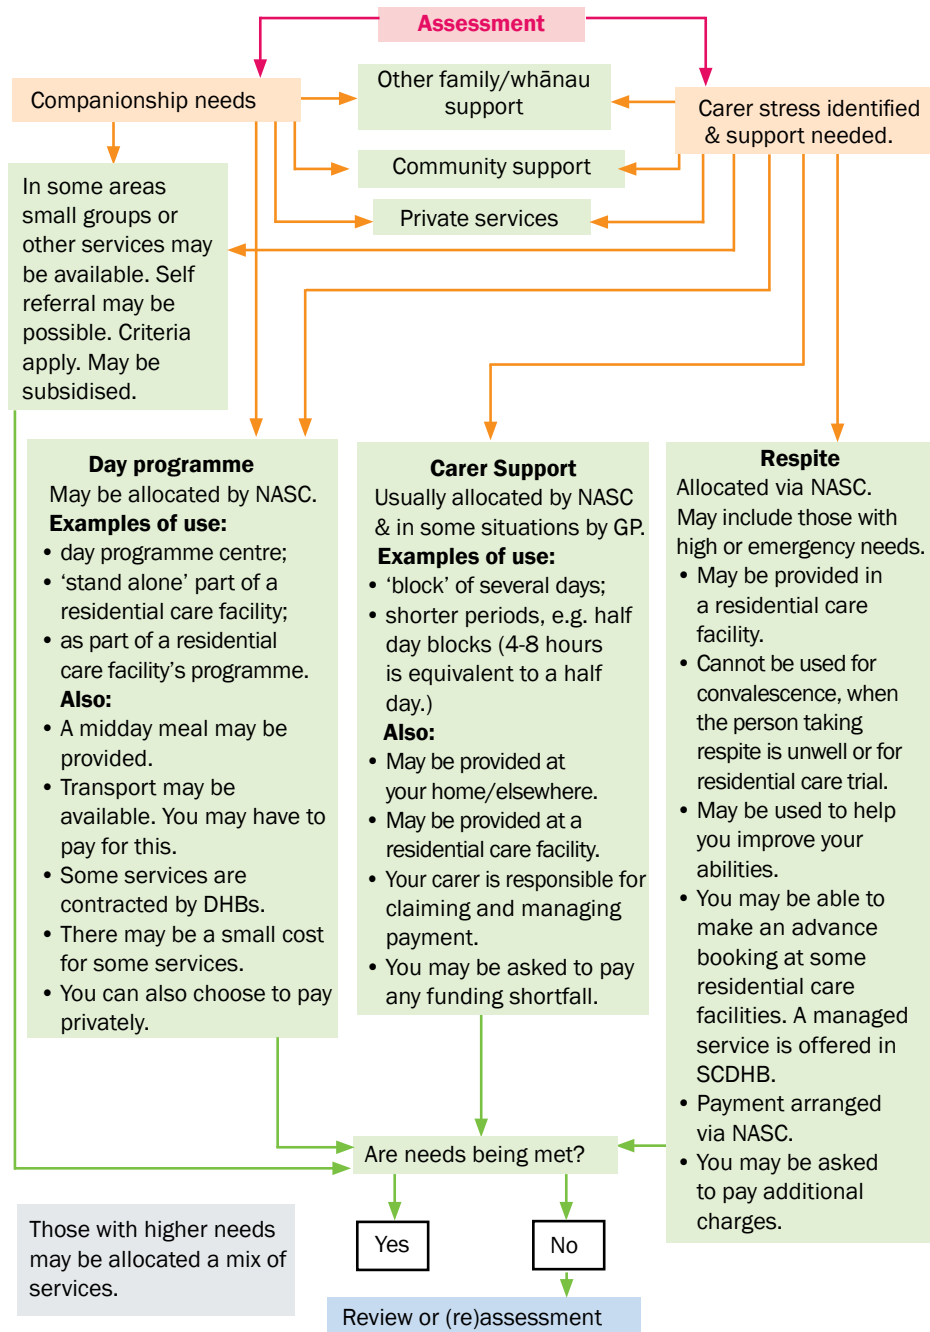 Assessment
Companionship needs
Other family/whānau
support
Carer stress identified
& support needed.
Community support
Private services
In some areas
small groups or
other services may
be available. Self
referral may be
possible. Criteria
apply. May be
subsidised.
Day programme
May be allocated by NASC.
Examples of use:
• day programme centre;
• ‘stand alone’ part of a
residential care facility;
• as part of a residential
care facility’s programme.
Also:
• A midday meal may be
provided.
• Transport may be
available. You may have to
pay for this.
• Some services are
contracted by DHBs.
• There may be a small cost
for some services.
• You can also choose to pay
privately.
Carer Support
Usually allocated by NASC
& in some situations by GP.
Examples of use:
• ‘block’ of several days;
• shorter periods, e.g. half
day blocks (4-8 hours
is equivalent to a half
day.)
Also:
• May be provided at
your home/elsewhere.
• May be provided at a
residential care facility.
• Your carer is responsible for
claiming and managing
payment.
• You may be asked to pay
any funding shortfall.
Respite
Allocated via NASC.
May include those with
high or emergency needs.
• May be provided in
a residential care
facility.
• Cannot be used for
convalescence, when
the person taking
respite is unwell or for
residential care trial.
• May be used to help
you improve your
abilities.
• You may be able to
make an advance
booking at some
residential care
facilities. A managed
service is offered in
SCDHB.
• Payment arranged
via NASC.
• You may be asked
to pay additional
charges.
Are needs being met?
Yes
No
Those with higher needs
may be allocated a mix of
services.
Review or (re)assessment